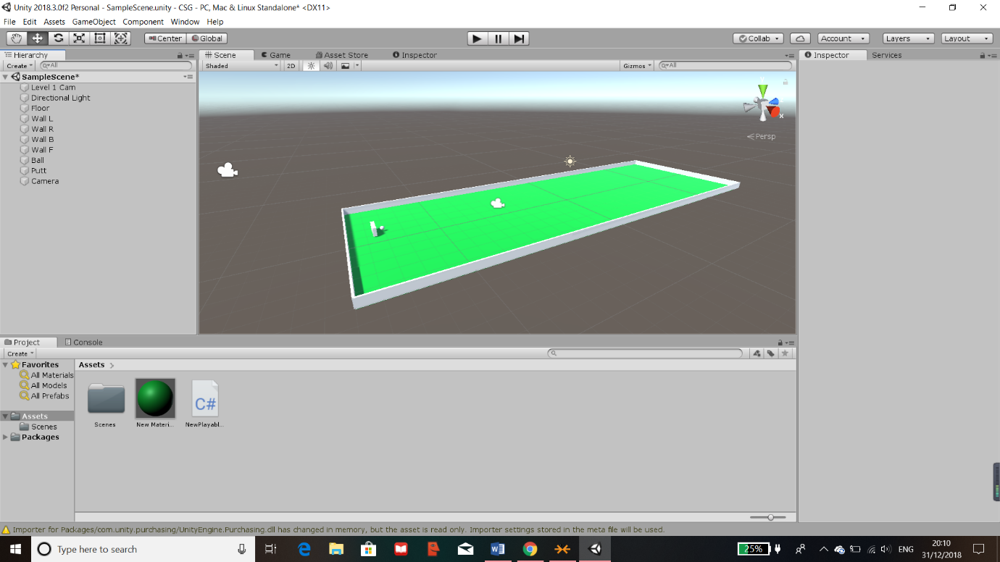 Unity 2018.3.0f2 Personal - SampleScene.unity - CSG - PC, Mac & Linux Standalone* <DX11>
File Edit Assets GameObject Component Window Help
Center Global Collab Account Layers Layout
Hierarchy Scene Game Asset Store Inspector Inspector Services
Create All Shaded 2D Gizmos All
SampleScene*
Level 1 Cam
Directional Light
Floor
Wall L
Wall R
Wall B
Wall F
Ball
Putt
Camera
x
Persp
Project Console
Create
Favorites
All Materials
All Models
All Prefabs
Assets
Scenes
Packages
Assets
C#
Scenes New Materi... NewPlayabl...
Importer for Packages/com.unity.purchasing/UnityEngine.Purchasing.dll has changed in memory, but the asset is read only. Importer settings stored in the meta file will be used.
Type here to search
25%
ENG
20:10
31/12/2018